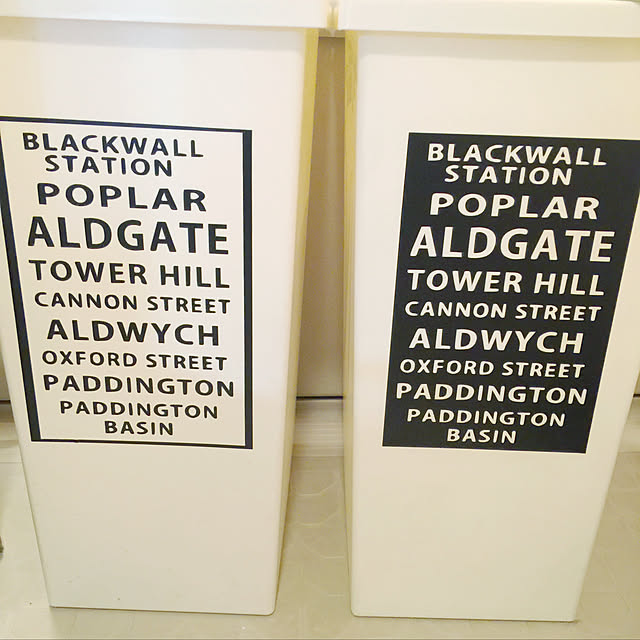 BLACKWALL
STATION
POPLAR
ALDGATE
TOWER HILL
CANNON STREET
ALDWYCH
OXFORD STREET
PADDINGTON
PADDINGTON
BASIN
BLACKWALL
STATION
POPLAR
ALDGATE
TOWER HILL
CANNON STREET
ALDWYCH
OXFORD STREET
PADDINGTON
PADDINGTON
BASIN